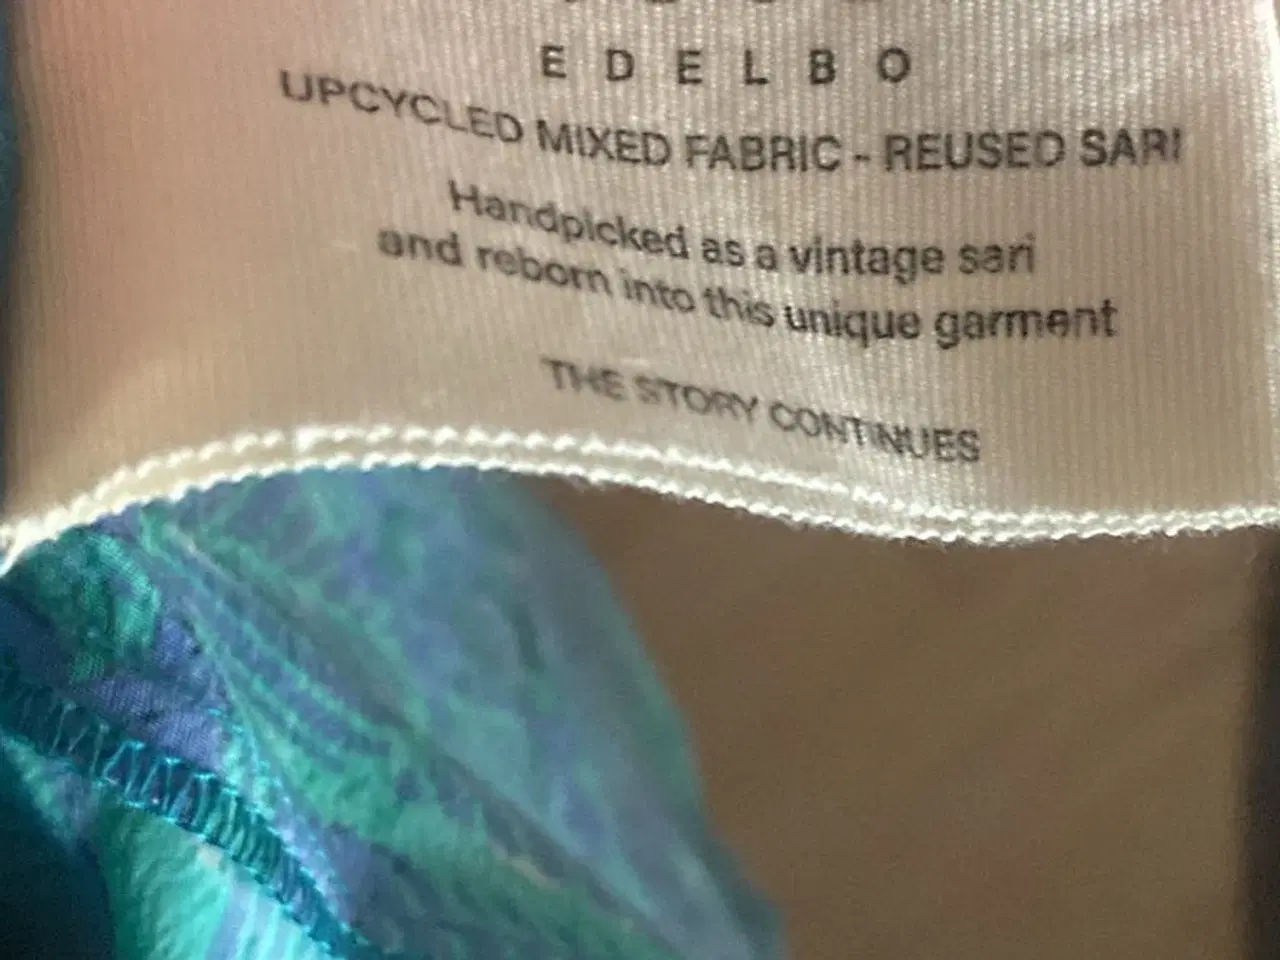 EDELBO
UPCYCLED MIXED FABRIC - REUSED SARI
Handpicked as a vintage sari
and reborn into this unique garment
THE STORY CONTINUES